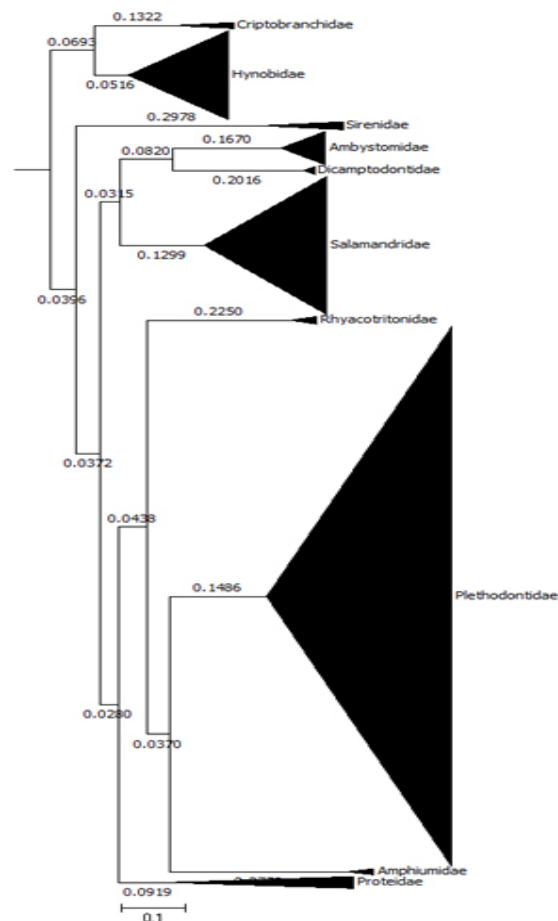 0.1322
Criptobranchidae
0.0693
Hynobidae
0.0516
0.2978
Sirenidae
0.1670
Ambystomidae
0.0820
Dicamptodontidae
0.2016
0.0315
Salamandridae
0.1299
0.0396
0.2250
Rhyacotritonidae
0.0372
0.0438
0.1486
Plethodontidae
0.0280
0.0370
Amphiumidae
Proteidae
0.0919
0.1